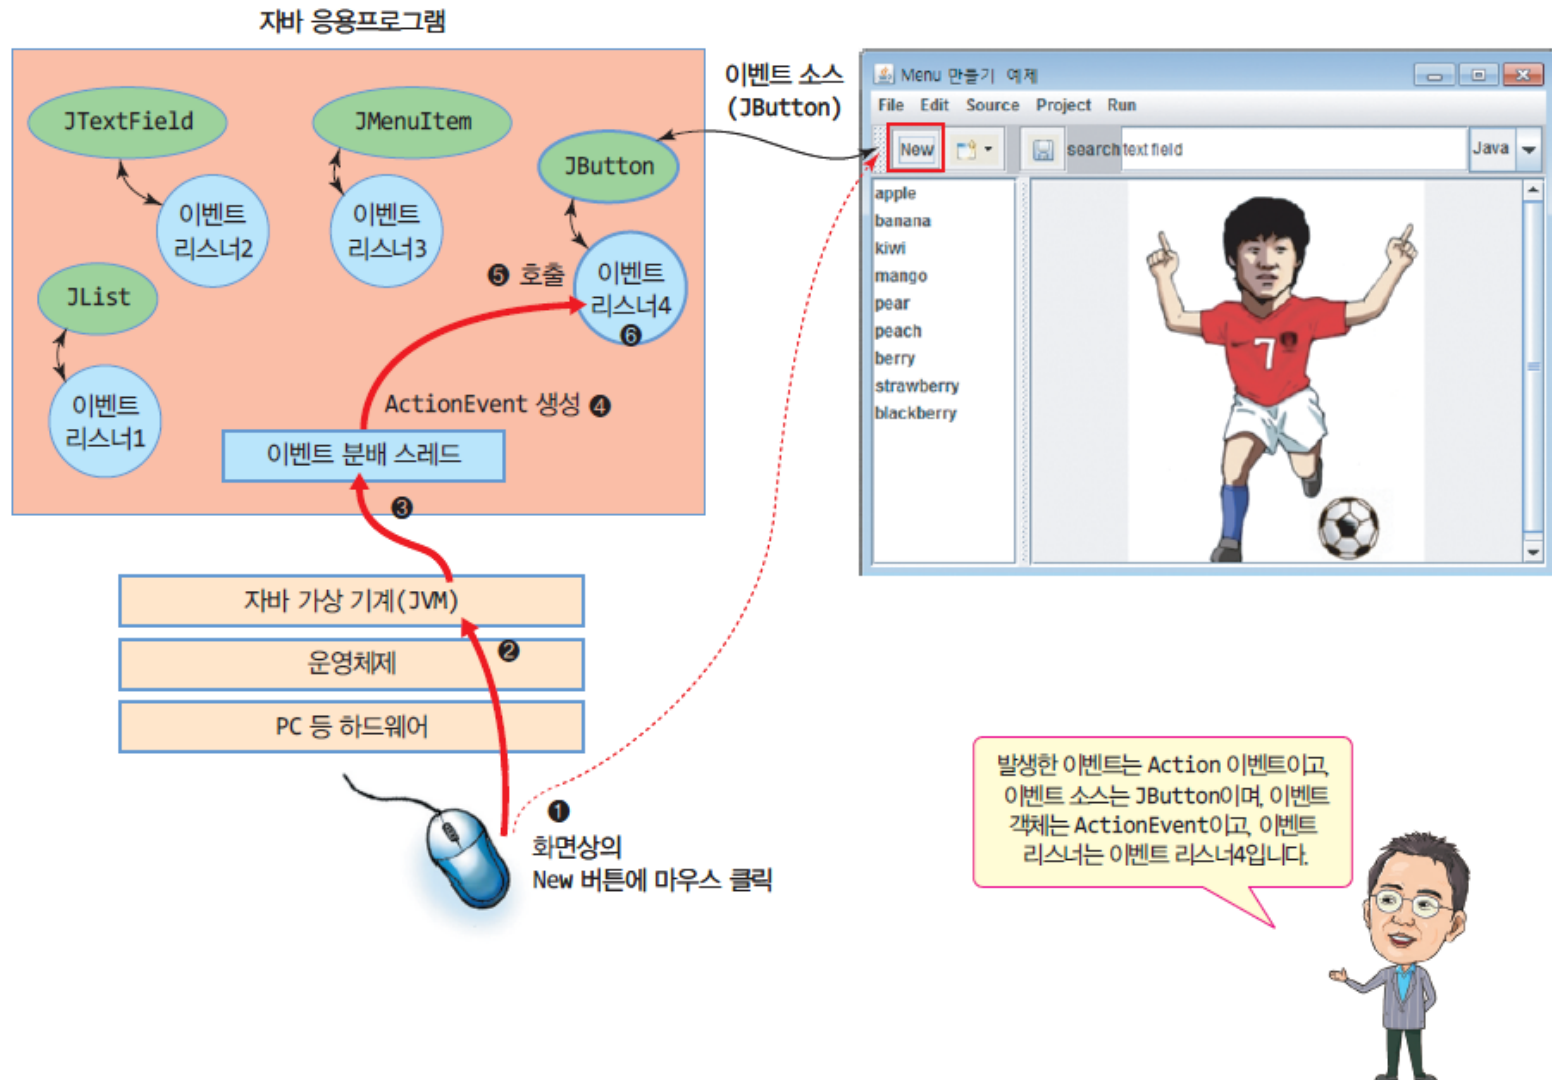 자바 응용프로그램
JTextField
이벤트
리스너2
JMenuItem
이벤트
리스너3
JButton
이벤트
리스너4
❻
❺ 호출
JList
이벤트
리스너1
ActionEvent 생성 ❹
이벤트 분배 스레드
❸
자바 가상 기계(JVM)
❷
운영체제
PC 등 하드웨어
❶
화면상의
New 버튼에 마우스 클릭
이벤트 소스
(JButton)
Menu 만들기 예제
File Edit Source Project Run
New search text field Java
apple
banana
kiwi
mango
pear
peach
berry
strawberry
blackberry
7
발생한 이벤트는 Action 이벤트이고,
이벤트 소스는 JButton이며, 이벤트
객체는 ActionEvent이고, 이벤트
리스너는 이벤트 리스너4입니다.